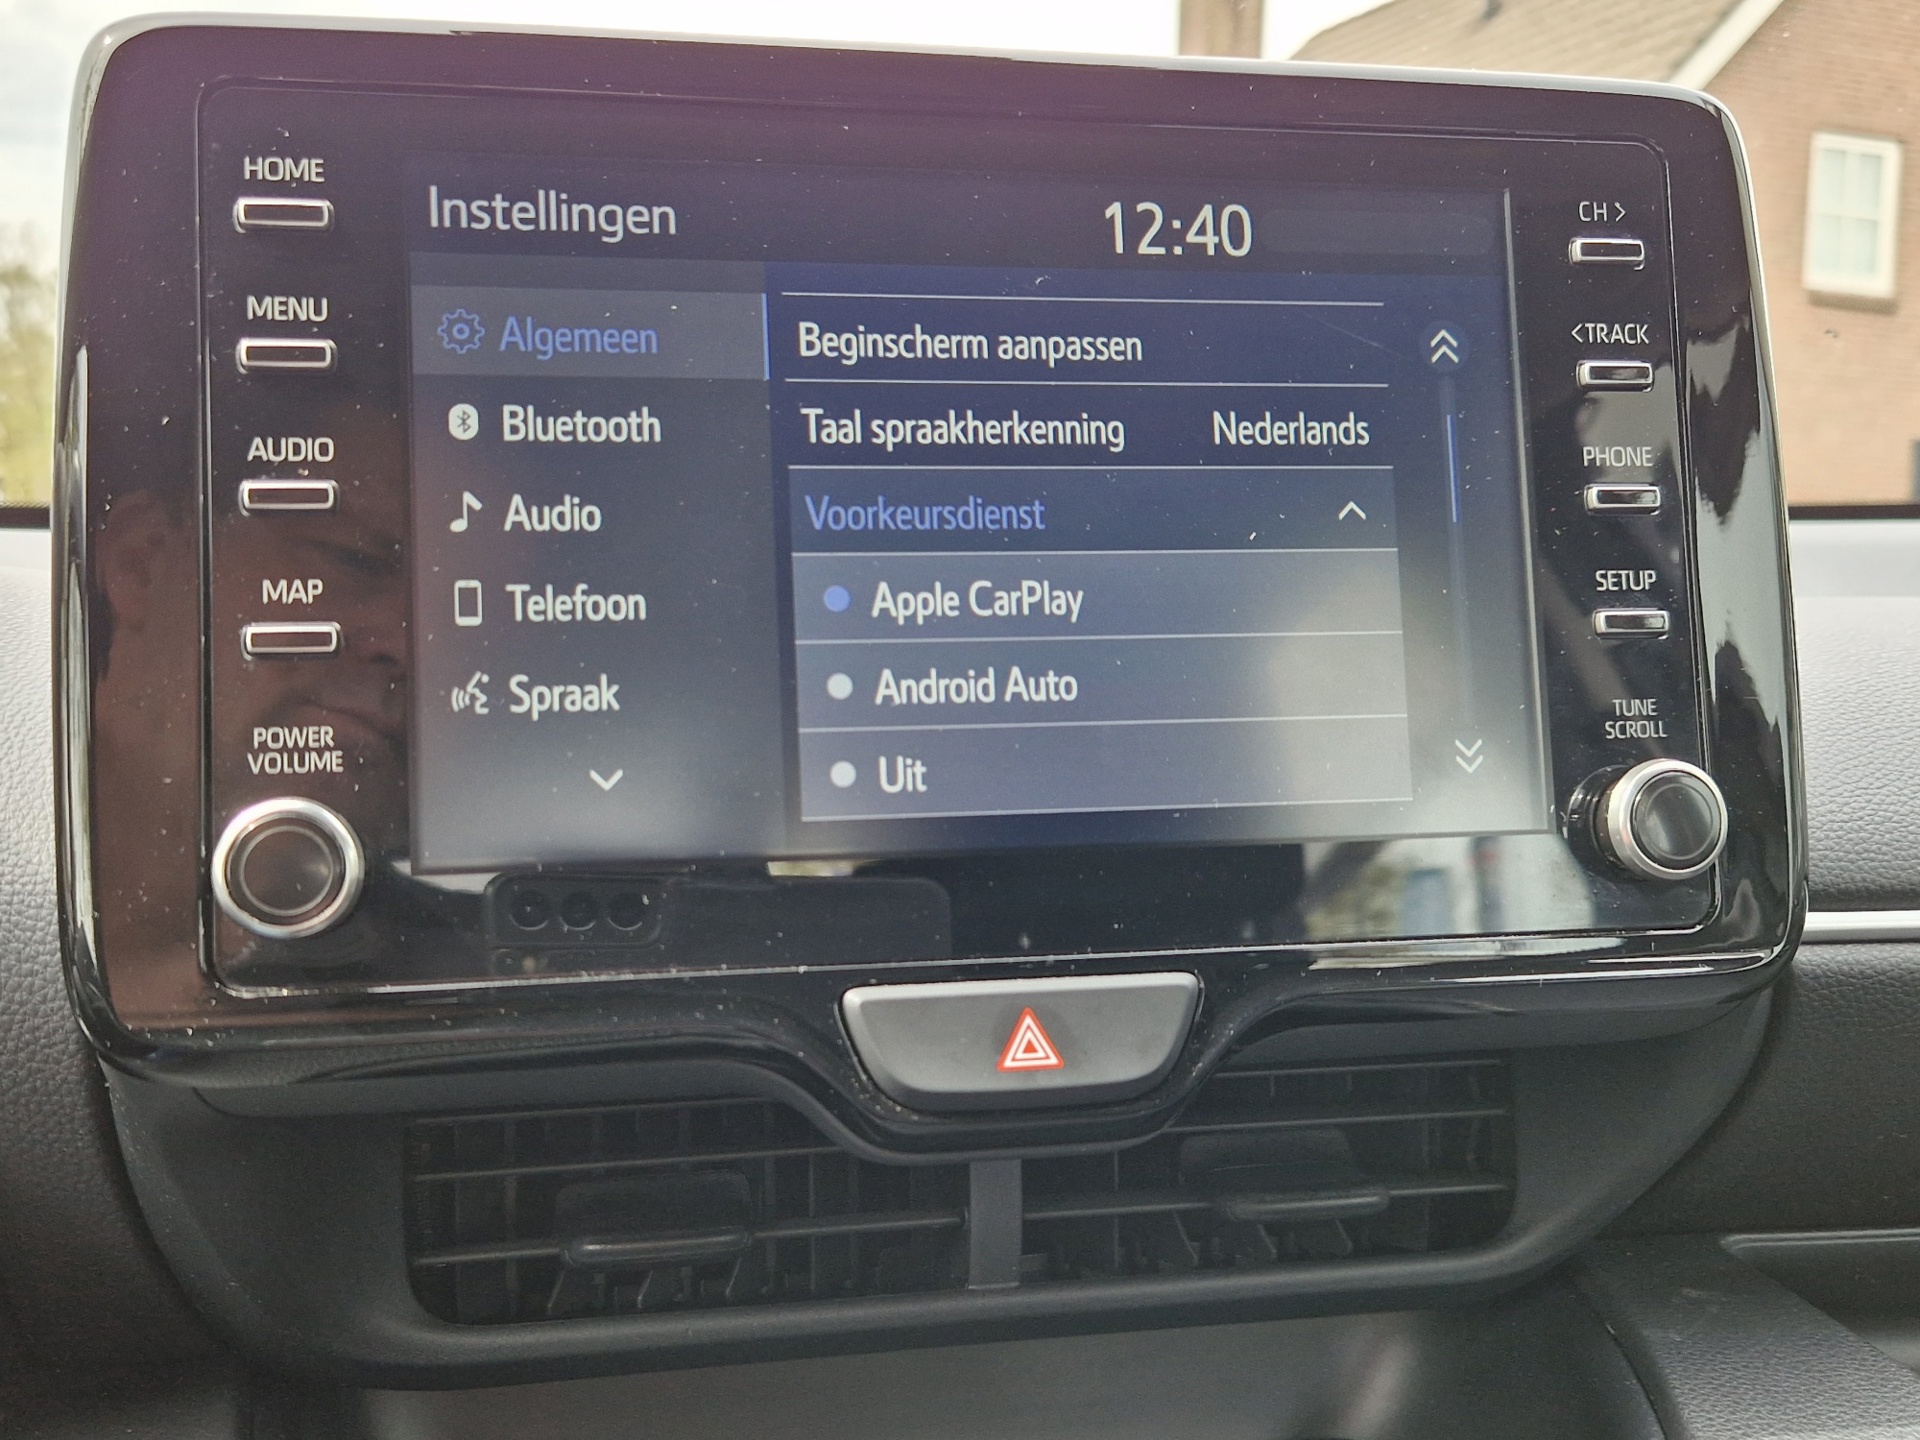 HOME
MENU
AUDIO
MAP
POWER
VOLUME
Instellingen
12:40
Algemeen
Bluetooth
Audio
Telefoon
Spraak
Beginscherm aanpassen
Taal spraakherkenning Nederlands
Voorkeursdienst
Apple CarPlay
Android Auto
Uit
CH >
<TRACK
PHONE
SETUP
TUNE
SCROLL